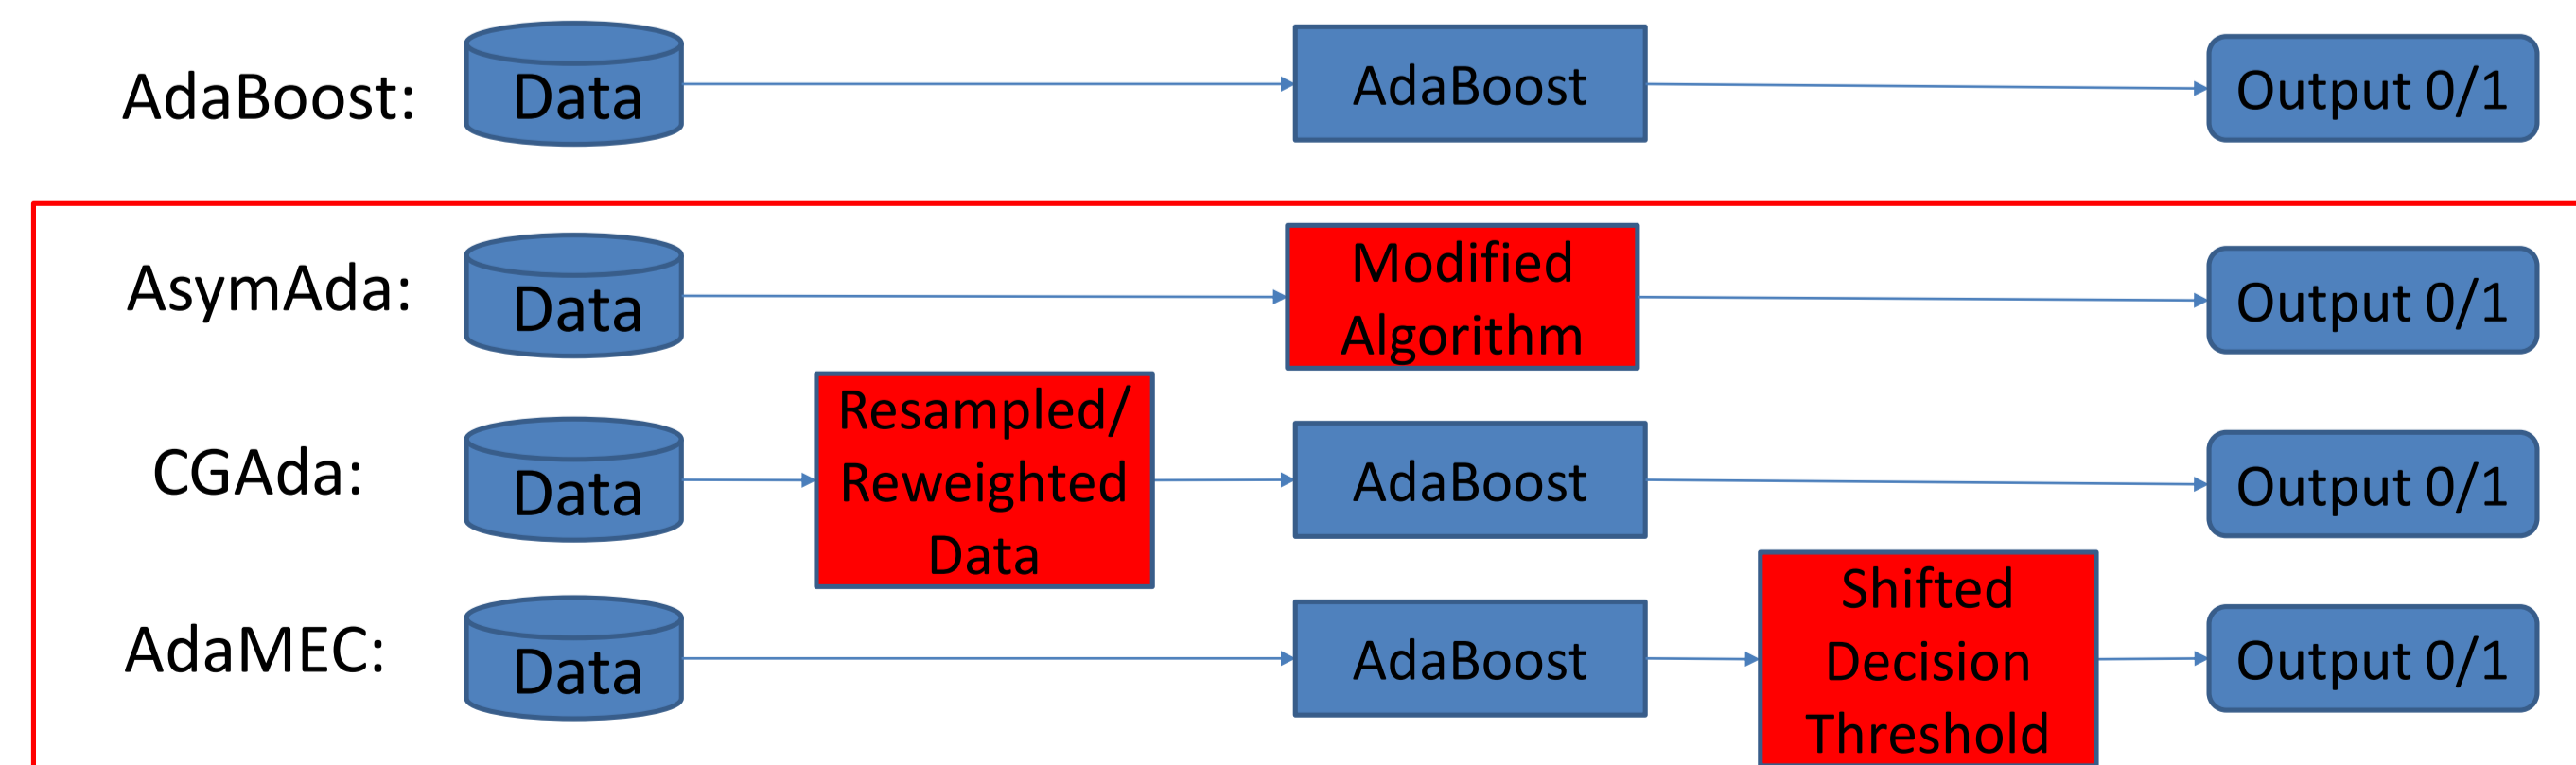 AdaBoost:
Data
AdaBoost
Output 0/1
AsymAda:
Data
Modified
Algorithm
Output 0/1
CGAda:
Data
Resampled/
Reweighted
Data
AdaBoost
Output 0/1
AdaMEC:
Data
AdaBoost
Shifted
Decision
Threshold
Output 0/1